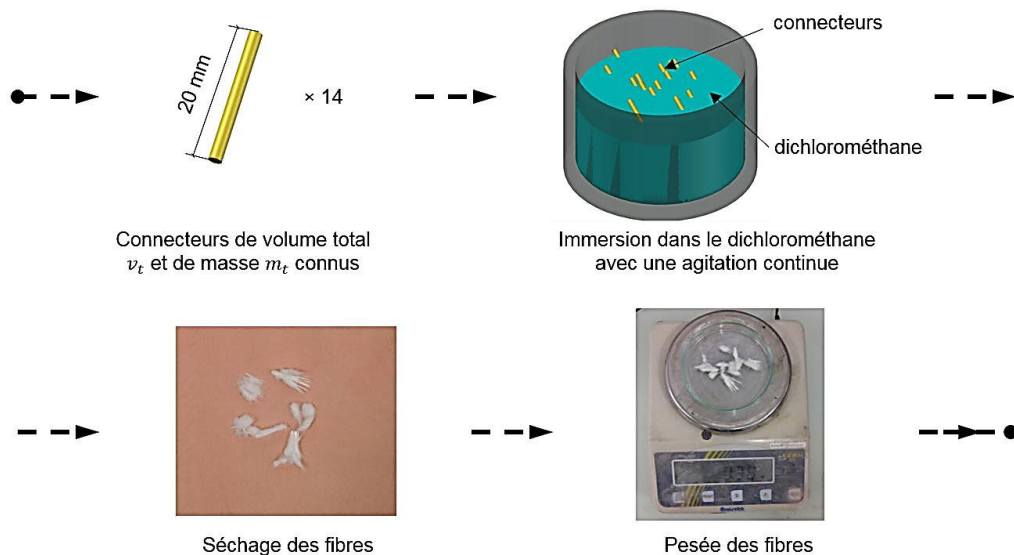 20 mm
× 14
connecteurs
dichlorométhane
Connecteurs de volume total
v_t et de masse m_t connus
Immersion dans le dichlorométhane
avec une agitation continue
Séchage des fibres
Pesée des fibres